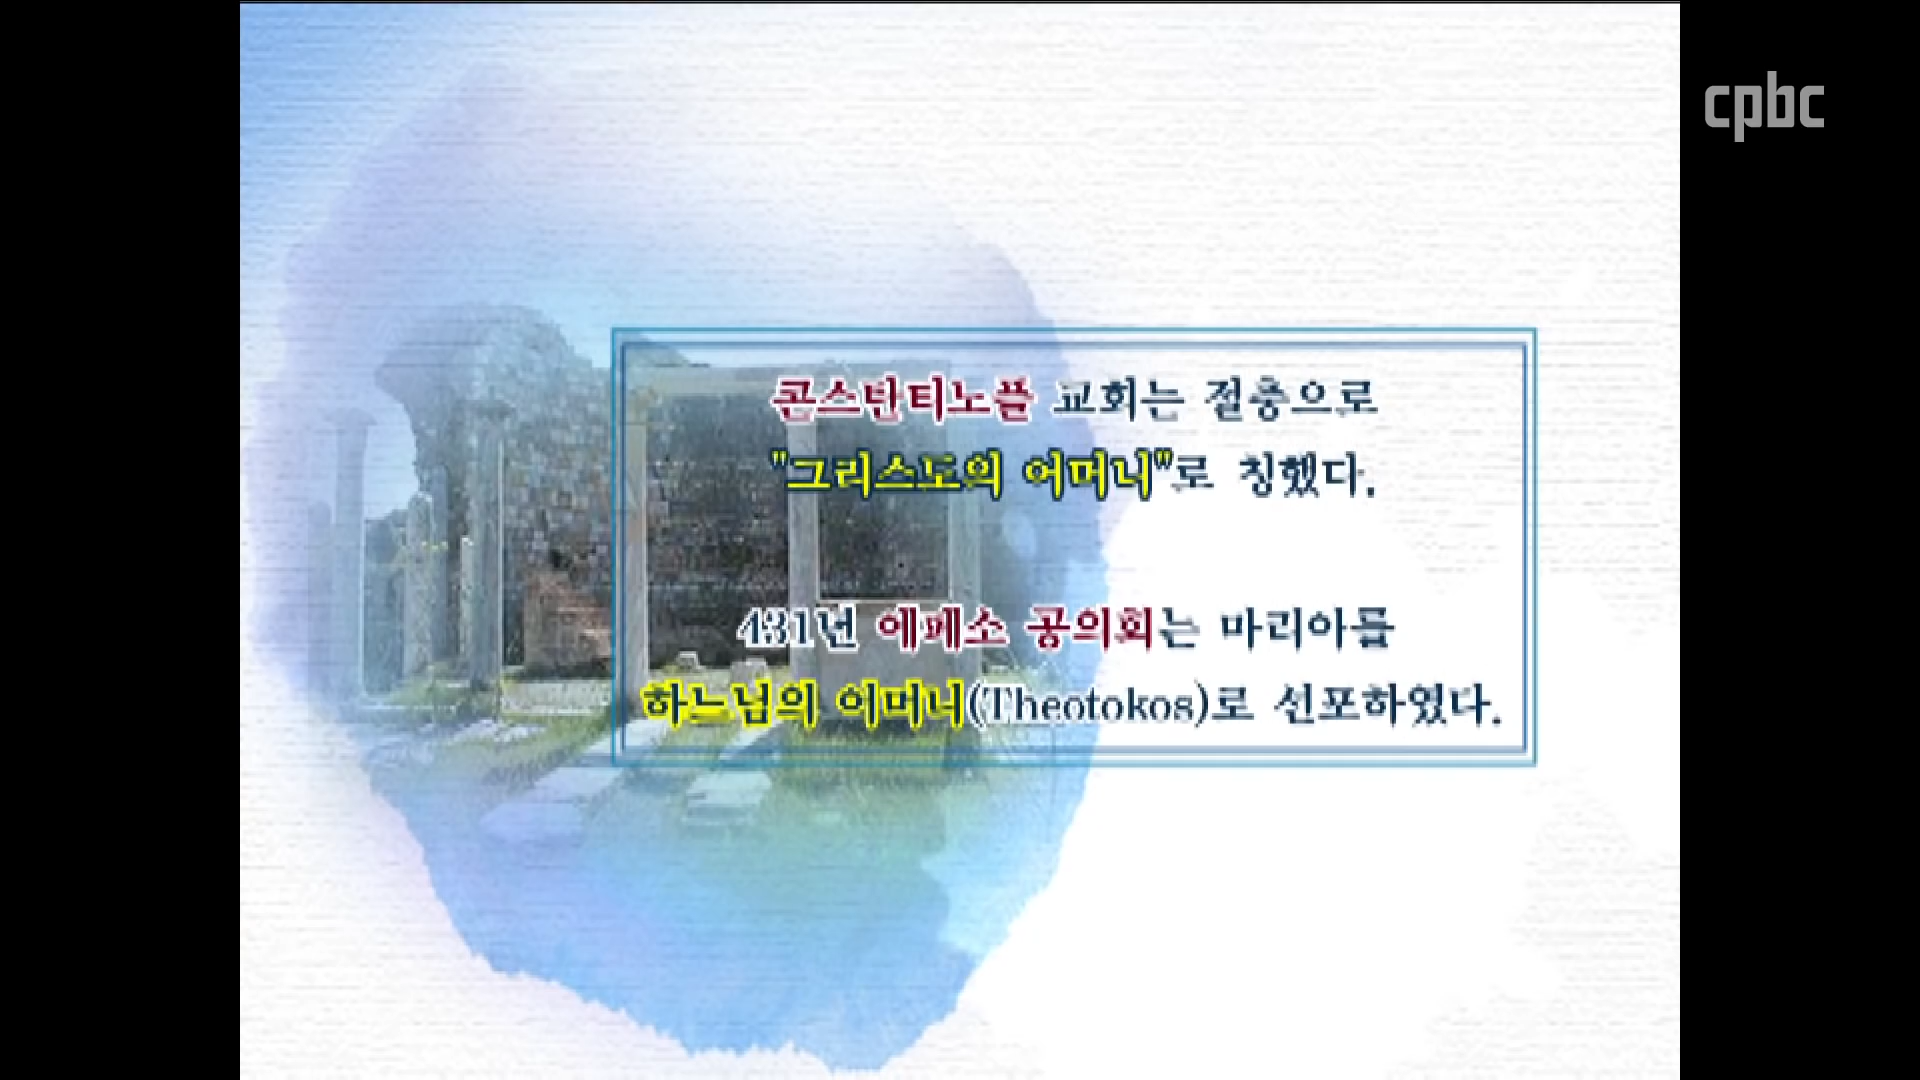 cpbc
콘스탄티노플 교회는 절충으로
"그리스도의 어머니"로 칭했다.
431년 에페소 공의회는 마리아를
하느님의 어머니(Theotokos)로 선포하였다.